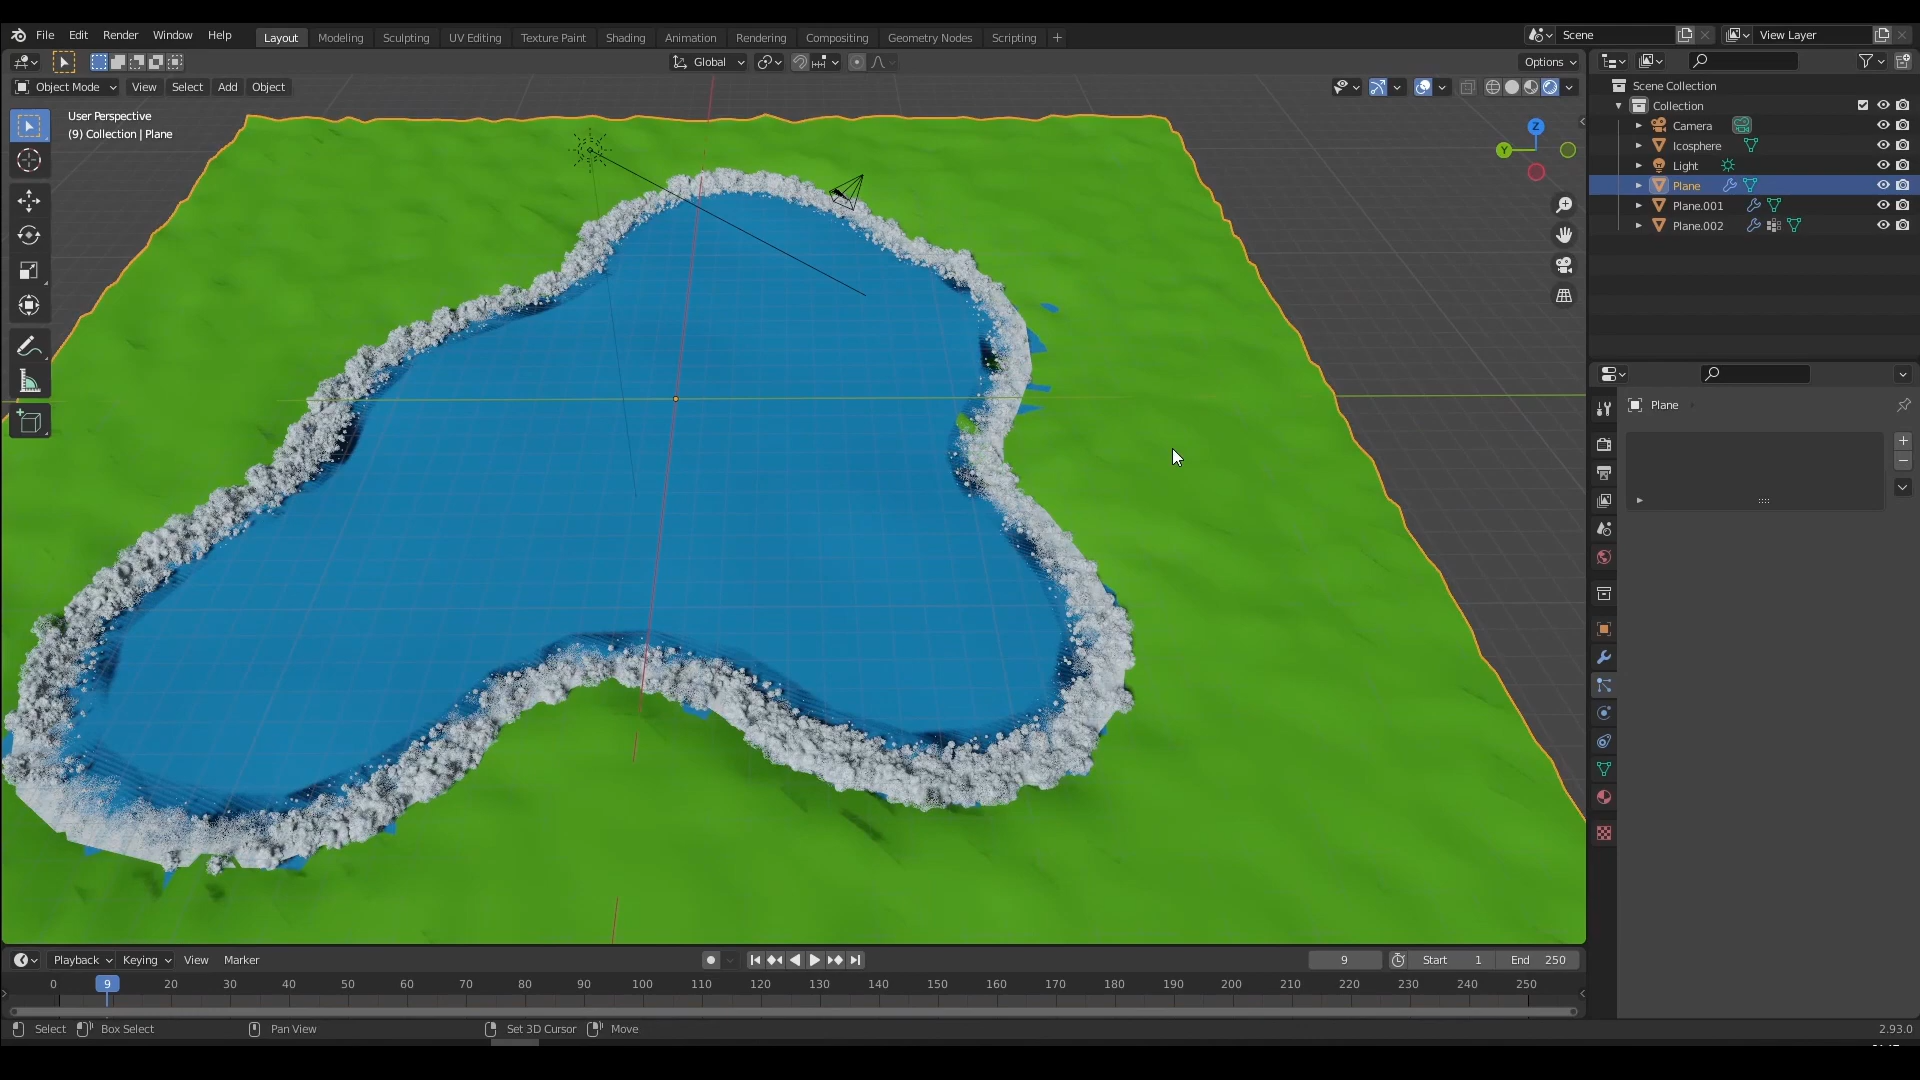 File Edit Render Window Help
Layout Modeling Sculpting UV Editing Texture Paint Shading Animation Rendering Compositing Geometry Nodes Scripting +
Scene
View Layer
Global
Options
Object Mode View Select Add Object
User Perspective
(9) Collection | Plane
Z
Y
Scene Collection
Collection
Camera
Icosphere
Light
Plane
Plane.001
Plane.002
Plane
Playback Keying View Marker
9
Start 1
End 250
0 9 20 30 40 50 60 70 80 90 100 110 120 130 140 150 160 170 180 190 200 210 220 230 240 250
Select Box Select Pan View Set 3D Cursor Move
2.93.0